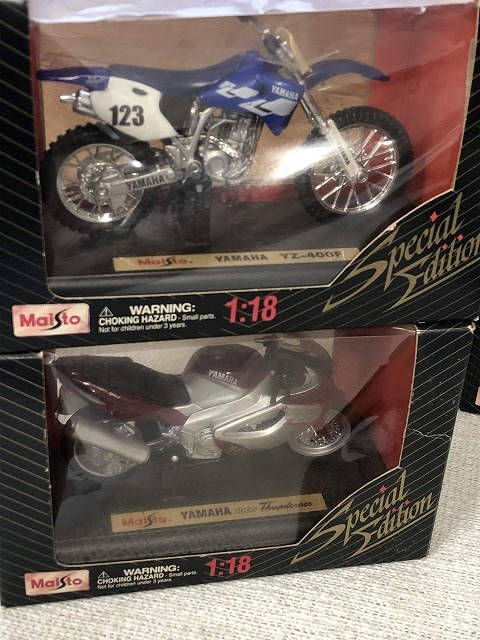 YAMAHA
123
YAMAHA
Maisto. YAMAHA YZ-400F
Special
Edition
Maisto
WARNING:
CHOKING HAZARD - Small parts.
Not for children under 3 years.
1:18
YAMAHA
Maisto. YAMAHA 1000 Thunderace
Special
Edition
Maisto
WARNING:
CHOKING HAZARD - Small parts.
Not for children under 3 years.
1:18